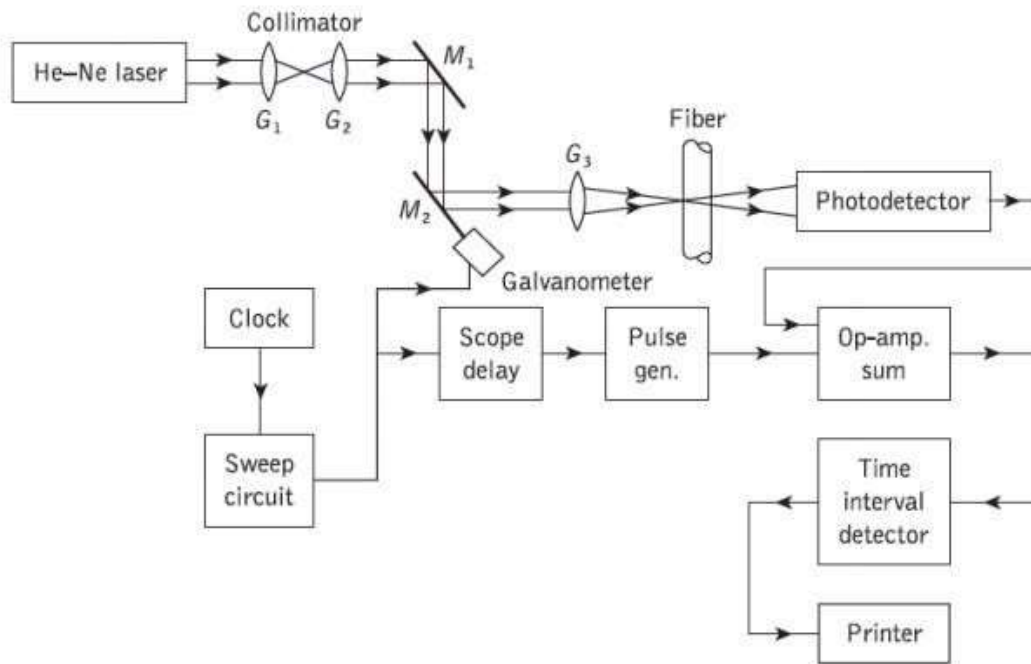 Collimator
He–Ne laser
G1
G2
M1
M2
G3
Fiber
Photodetector
Galvanometer
Clock
Scope
delay
Pulse
gen.
Op-amp.
sum
Sweep
circuit
Time
interval
detector
Printer